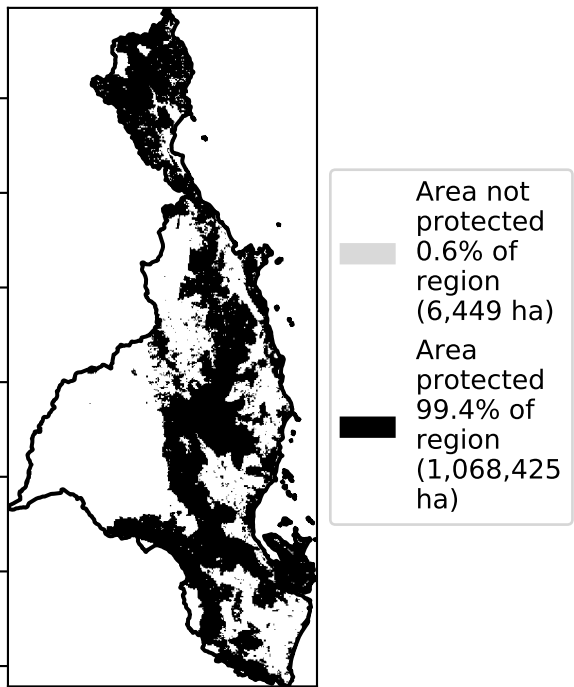 Area not
protected
0.6% of
region
(6,449 ha)
Area
protected
99.4% of
region
(1,068,425
ha)